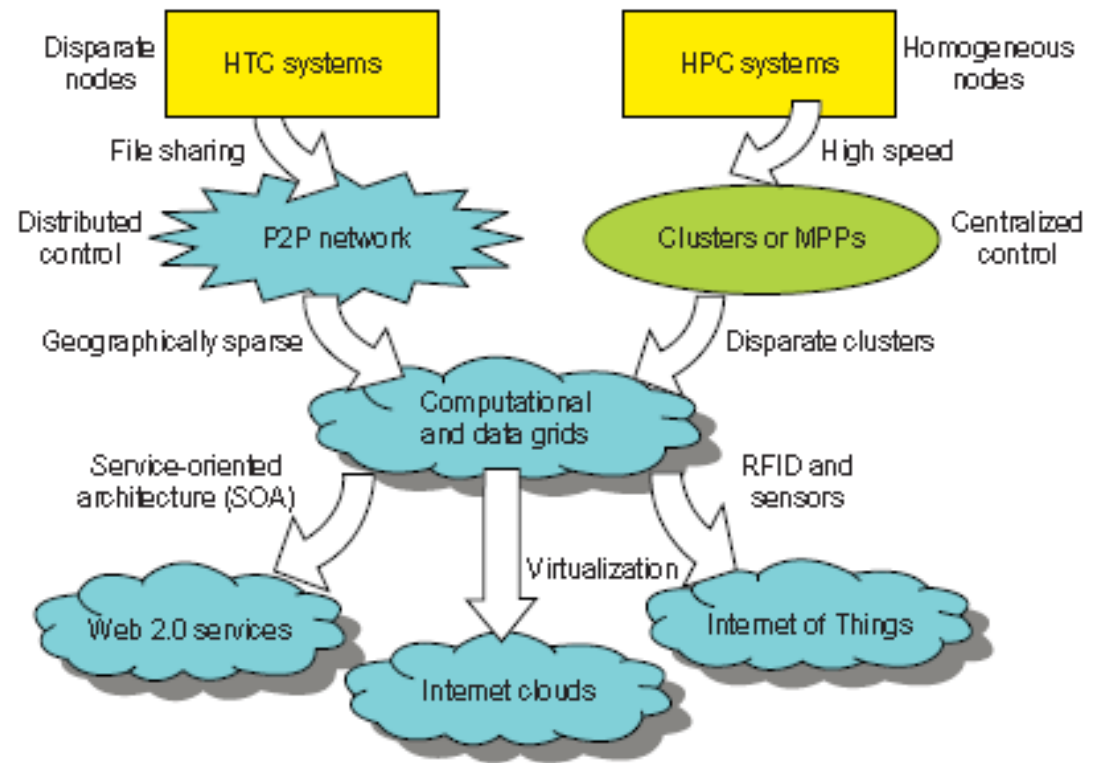 Disparate
nodes
HTC systems
HPC systems
Homogeneous
nodes
File sharing
High speed
Distributed
control
P2P network
Clusters or MPPs
Centralized
control
Geographically sparse
Disparate clusters
Computational
and data grids
Service-oriented
architecture (SOA)
RFID and
sensors
Virtualization
Web 2.0 services
Internet of Things
Internet clouds